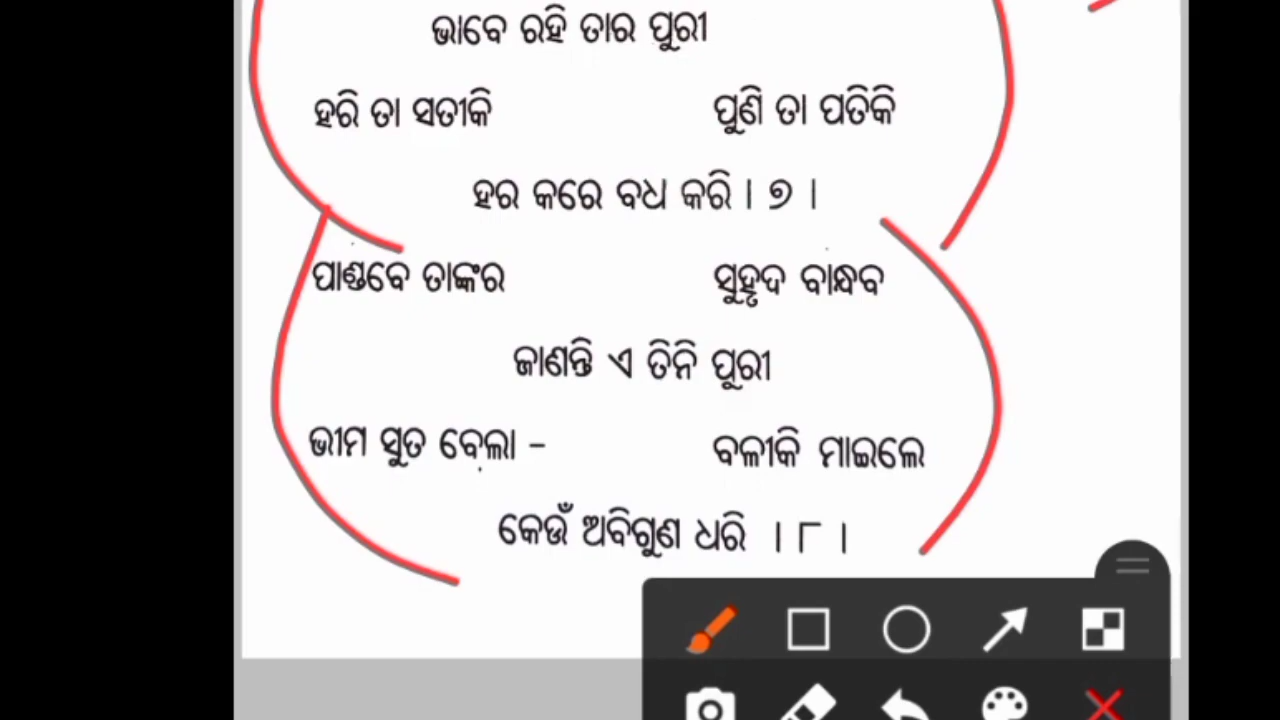 ଭାବେ ରହି ତାର ପୁରୀ
ହରି ତା ସତୀକି ପୁଣି ତା ପତିକି
ହର କରେ ବଧ କରି । ୭ ।
ପାଣ୍ଡବେ ତାଙ୍କର ସୁହୃଦ ବାନ୍ଧବ
ଜାଣନ୍ତି ଏ ତିନି ପୁରୀ
ଭୀମ ସୁତ ବେଲା – ବଳୀକି ମାଇଲେ
କେଉଁ ଅବିଗୁଣ ଧରି । ୮ ।